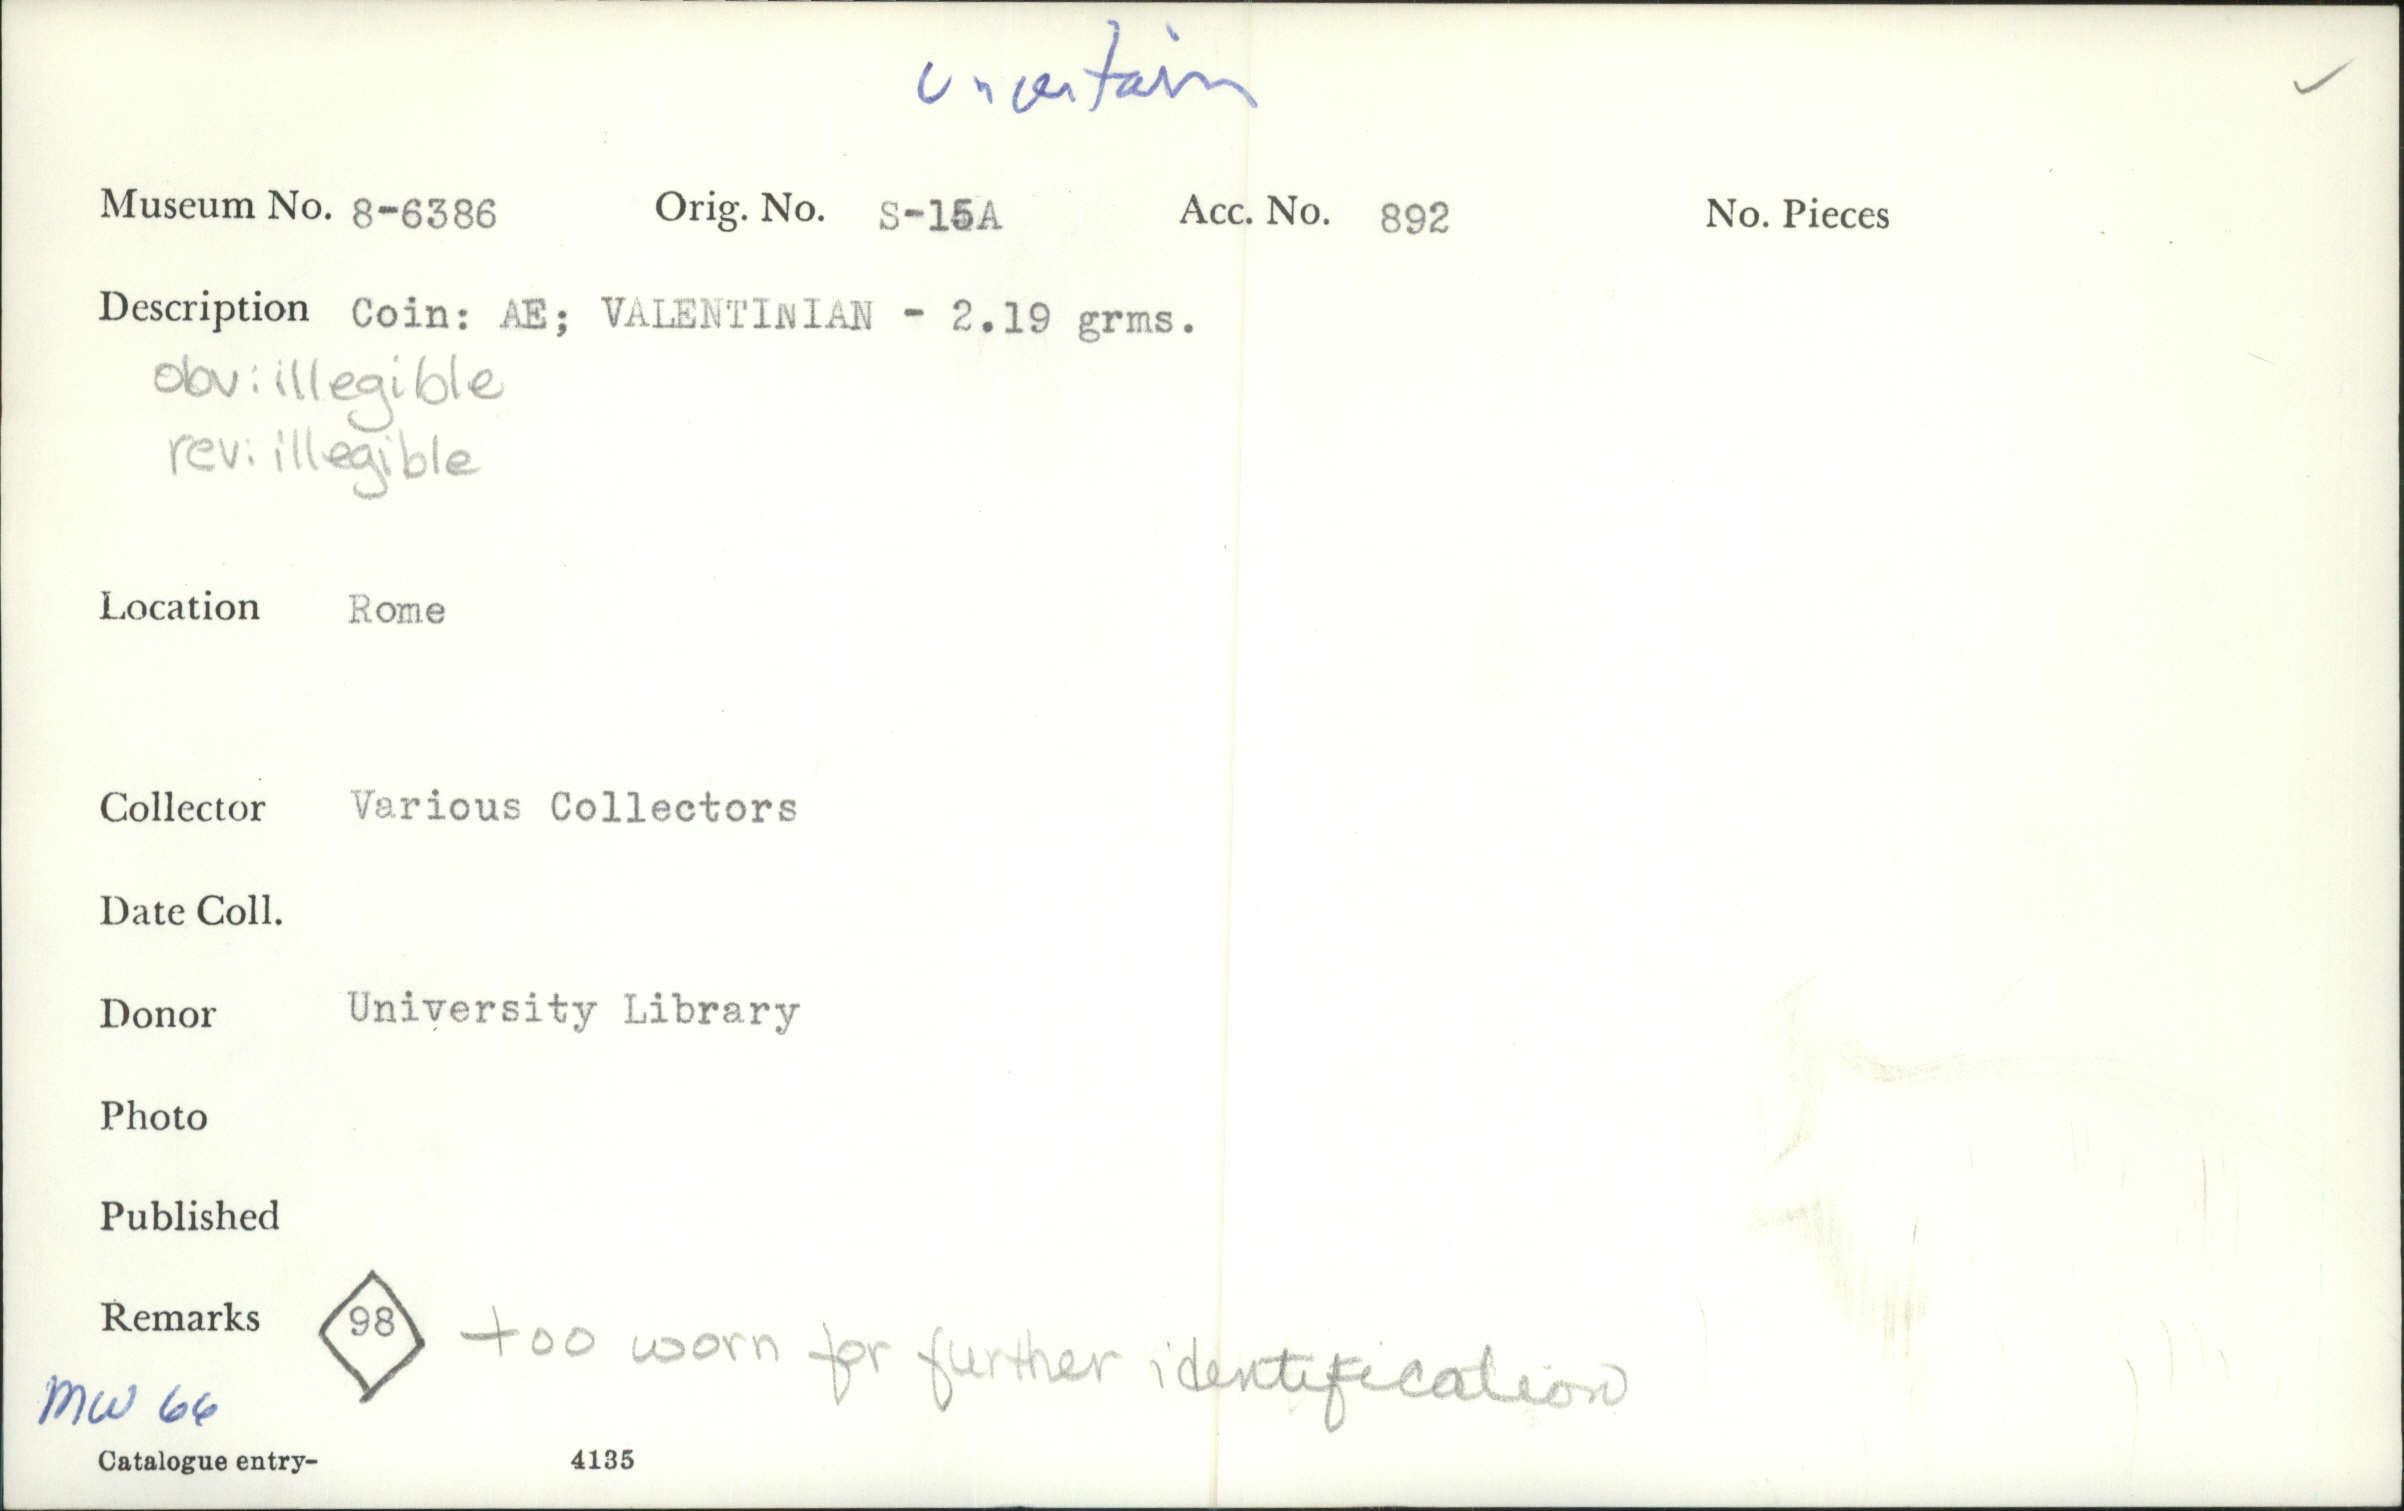 uncertain
Museum No. 8-6386 Orig. No. S-15A Acc. No. 892 No. Pieces
Description Coin: AE; VALENTINIAN - 2.19 grms.
obv: illegible
rev: illegible
Location Rome
Collector Various Collectors
Date Coll.
Donor University Library
Photo
Published
Remarks 98 too worn for further identification
MW 66
Catalogue entry- 4135